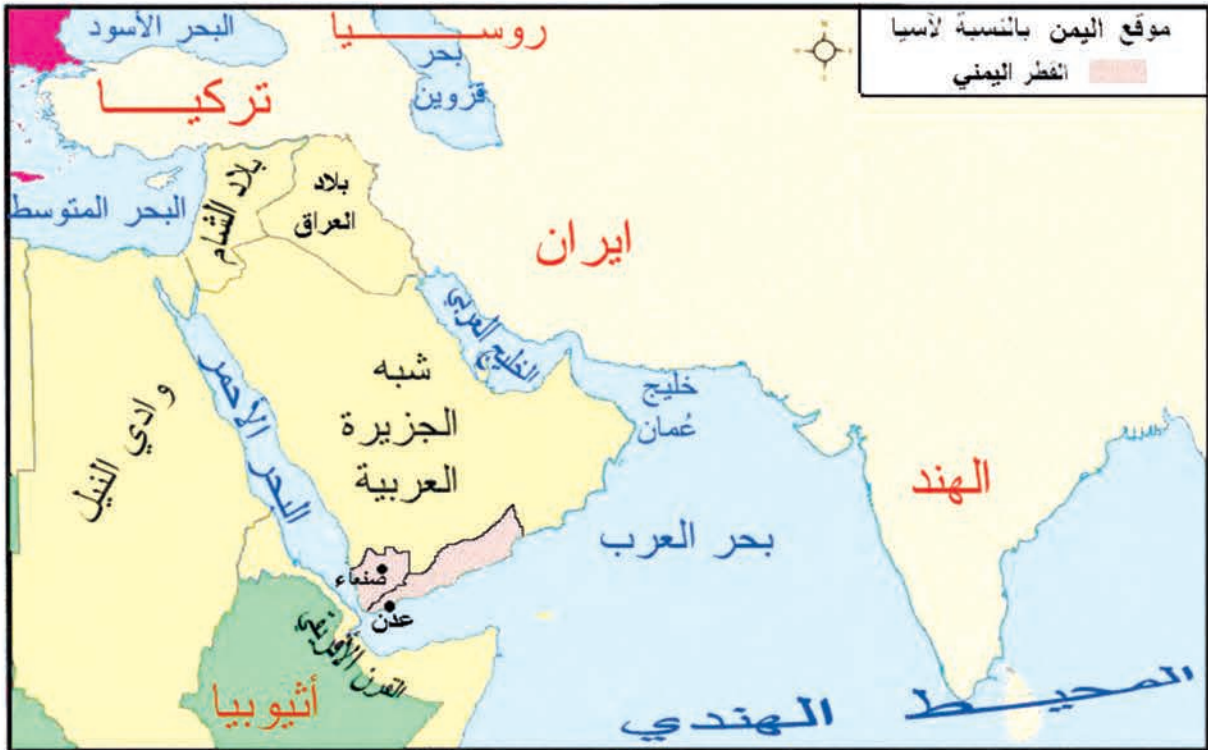 موقع اليمن بالنسبة لآسيا
القطر اليمني
روسيا
البحر الأسود
بحر
قزوين
تركيا
بلاد الشام
بلاد
العراق
البحر المتوسط
ايران
الخليج العربي
شبه
الجزيرة
العربية
خليج
عُمان
وادي النيل
البحر الأحمر
الهند
بحر العرب
صنعاء
عدن
القرن الأفريقي
أثيوبيا
المحيط الهندي